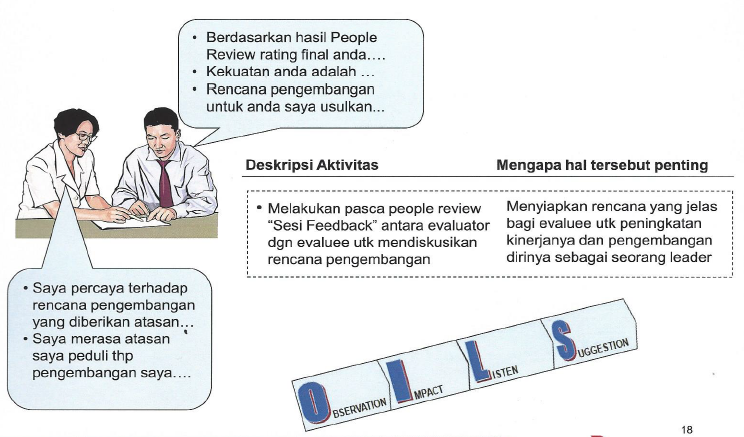 • Berdasarkan hasil People
Review rating final anda....
• Kekuatan anda adalah ...
• Rencana pengembangan
untuk anda saya usulkan...
Deskripsi Aktivitas
Mengapa hal tersebut penting
• Melakukan pasca people review
"Sesi Feedback" antara evaluator
dgn evaluee utk mendiskusikan
rencana pengembangan
Menyiapkan rencana yang jelas
bagi evaluee utk peningkatan
kinerjanya dan pengembangan
dirinya sebagai seorang leader
• Saya percaya terhadap
rencana pengembangan
yang diberikan atasan...
• Saya merasa atasan
saya peduli thp
pengembangan saya....
OBSERVATION IMPACT LISTEN SUGGESTION
18